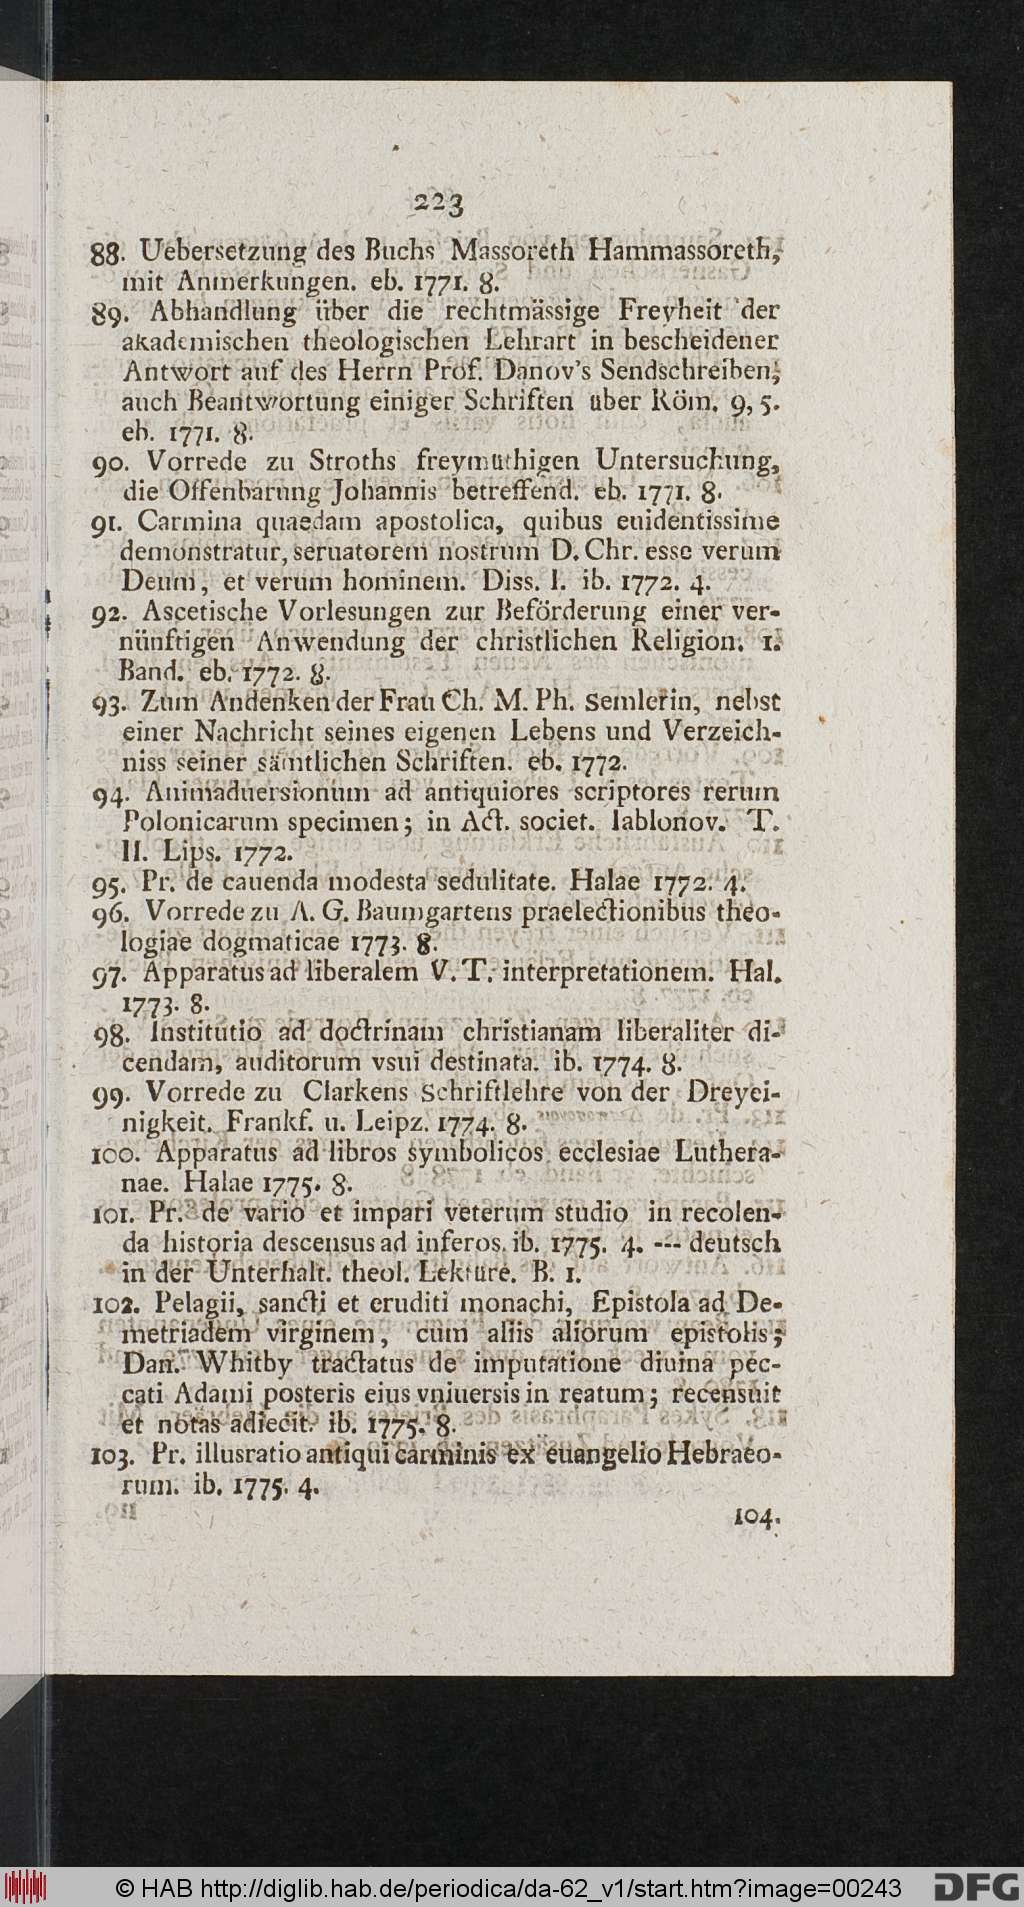 223
88. Uebersetzung des Buchs Massoreth Hammassoreth,
mit Anmerkungen. eb. 1771. 8.
89. Abhandlung über die rechtmässige Freyheit der
akademischen theologischen Lehrart in bescheidener
Antwort auf des Herrn Prof. Danov's Sendschreiben,
auch Beantwortung einiger Schriften über Röm. 9, 5.
eb. 1771. 8.
90. Vorrede zu Stroths freymüthigen Untersuchung,
die Offenbarung Johannis betreffend. eb. 1771. 8.
91. Carmina quaedam apostolica, quibus euidentissime
demonstratur, seruatorem nostrum D. Chr. esse verum
Deum, et verum hominem. Diss. I. ib. 1772. 4.
92. Ascetische Vorlesungen zur Beförderung einer ver-
nünftigen Anwendung der christlichen Religion. 1.
Band. eb. 1772. 8.
93. Zum Andenken der Frau Ch. M. Ph. Semlerin, nebst
einer Nachricht seines eigenen Lebens und Verzeich-
niss seiner sämtlichen Schriften. eb. 1772.
94. Animaduersionum ad antiquiores scriptores rerum
Polonicarum specimen; in Act. societ. Iablonov. T.
II. Lips. 1772.
95. Pr. de cauenda modesta sedulitate. Halae 1772. 4.
96. Vorrede zu A. G. Baumgartens praelectionibus theo-
logiae dogmaticae 1773. 8.
97. Apparatus ad liberalem V. T. interpretationem. Hal.
1773. 8.
98. Institutio ad doctrinam christianam liberaliter di-
cendam, auditorum vsui destinata. ib. 1774. 8.
99. Vorrede zu Clarkens Schriftlehre von der Dreyei-
nigkeit. Frankf. u. Leipz. 1774. 8.
100. Apparatus ad libros symbolicos ecclesiae Luthera-
nae. Halae 1775. 8.
101. Pr. de vario et impari veterum studio in recolen-
da historia descensus ad inferos. ib. 1775. 4. --- deutsch
in der Unterhalt. theol. Lekture. B. 1.
102. Pelagii, sancti et eruditi monachi, Epistola ad De-
metriadem virginem, cum aliis aliorum epistolis;
Dan. Whitby tractatus de imputatione diuina pec-
cati Adami posteris eius vniuersis in reatum; recensuit
et notas adiecit. ib. 1775. 8.
103. Pr. illusratio antiqui carminis ex euangelio Hebraeo-
rum. ib. 1775. 4.
104.
© HAB http://diglib.hab.de/periodica/da-62_v1/start.htm?image=00243
DFG